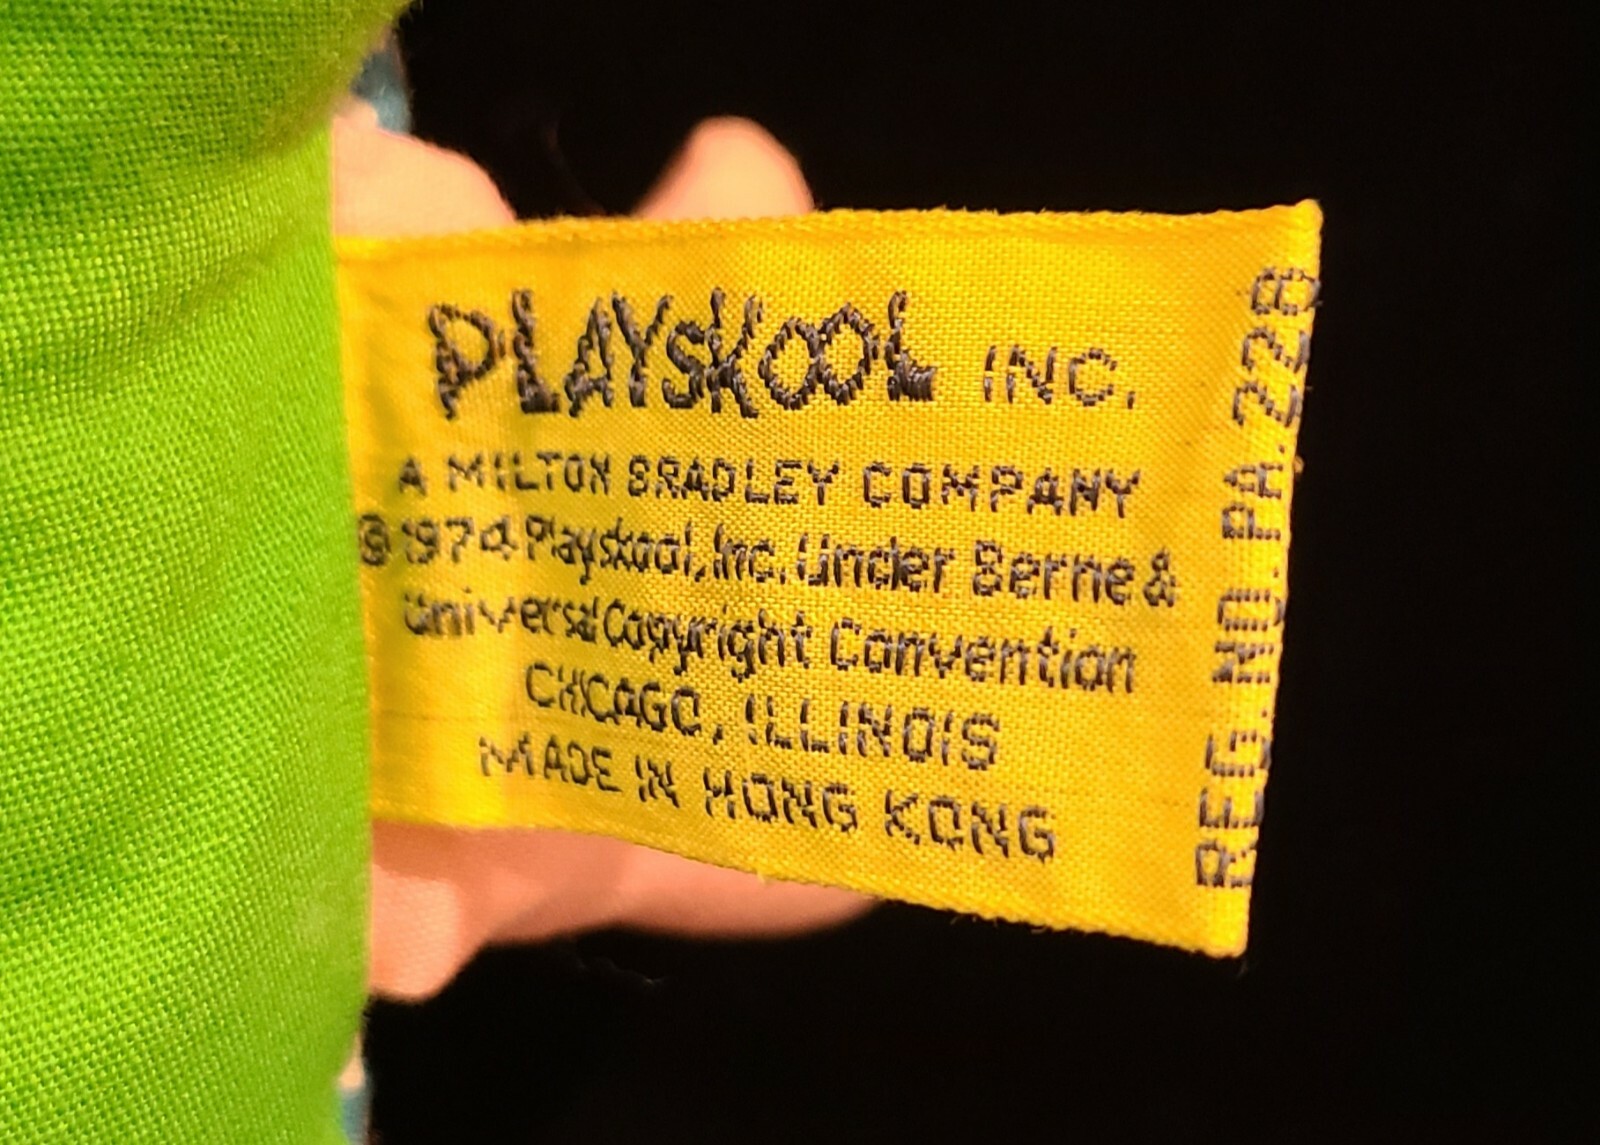 PLAYSKOOL INC.
A MILTON BRADLEY COMPANY
©1974 Playskool, Inc. Under Berne &
Universal Copyright Convention
CHICAGO, ILLINOIS
MADE IN HONG KONG
REG. NO. PA. 2228